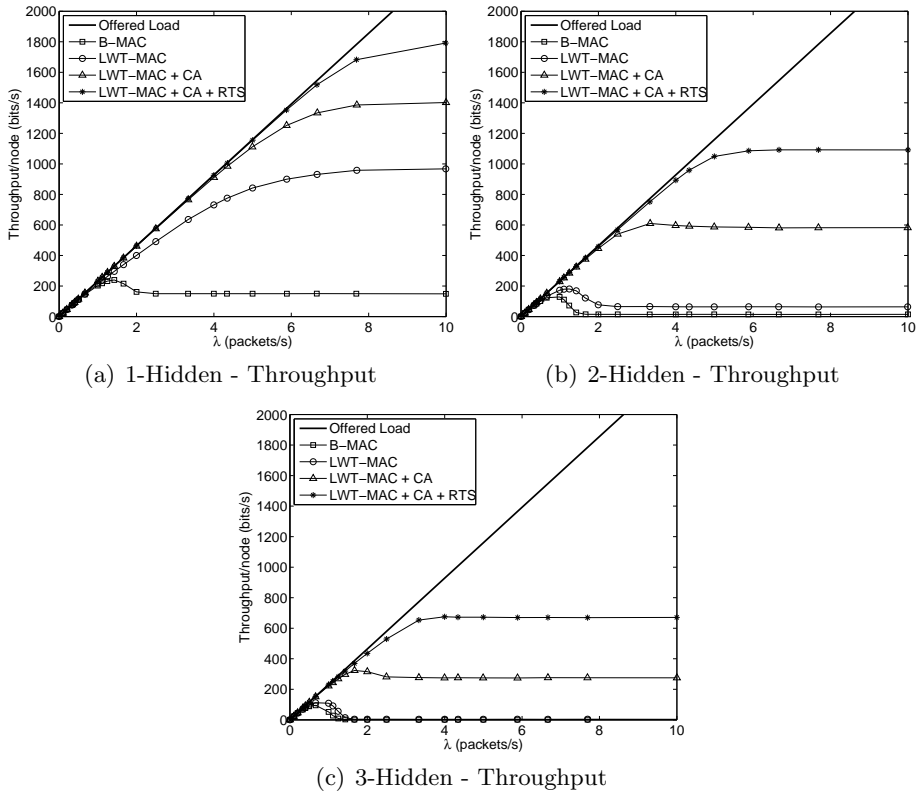 2000
1800
1600
1400
1200
1000
800
600
400
200
0
Throughput/node (bits/s)
Offered Load
B−MAC
LWT−MAC
LWT−MAC + CA
LWT−MAC + CA + RTS
0 2 4 6 8 10
λ (packets/s)
(a) 1-Hidden - Throughput
2000
1800
1600
1400
1200
1000
800
600
400
200
0
Throughput/node (bits/s)
Offered Load
B−MAC
LWT−MAC
LWT−MAC + CA
LWT−MAC + CA + RTS
0 2 4 6 8 10
λ (packets/s)
(b) 2-Hidden - Throughput
2000
1800
1600
1400
1200
1000
800
600
400
200
0
Throughput/node (bits/s)
Offered Load
B−MAC
LWT−MAC
LWT−MAC + CA
LWT−MAC + CA + RTS
0 2 4 6 8 10
λ (packets/s)
(c) 3-Hidden - Throughput